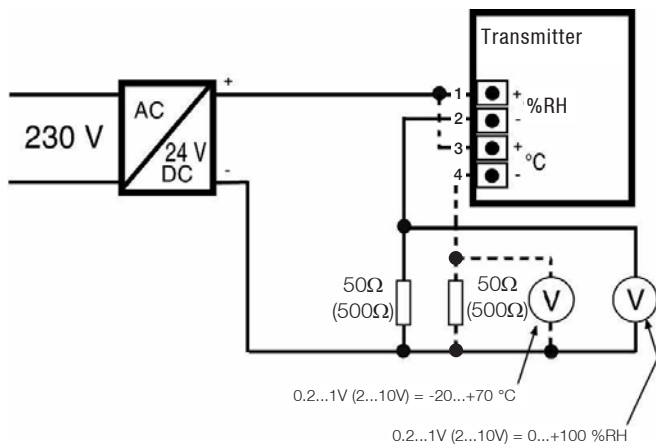 Transmitter
+
1
+
%RH
2
-
230 V
AC
24 V
DC
3
+
°C
4
-
-
50Ω
(500Ω)
50Ω
(500Ω)
V
V
0.2...1V (2...10V) = -20...+70 °C
0.2...1V (2...10V) = 0...+100 %RH